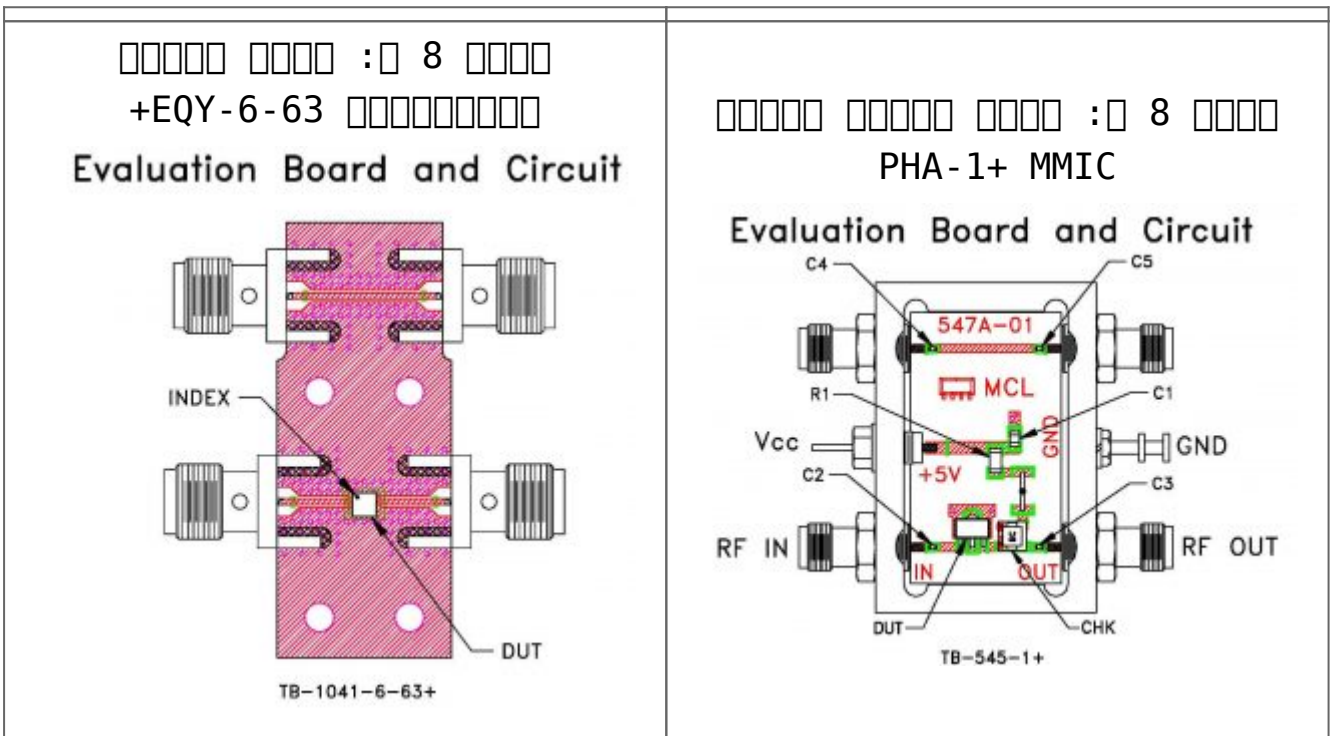 : 8
+EQY-6-63
Evaluation Board and Circuit
INDEX
DUT
TB-1041-6-63+
: 8
PHA-1+ MMIC
Evaluation Board and Circuit
C4
C5
547A-01
MCL
R1
C1
Vcc
GND
GND
+5V
C2
C3
RF IN
RF OUT
IN
OUT
DUT
CHK
TB-545-1+